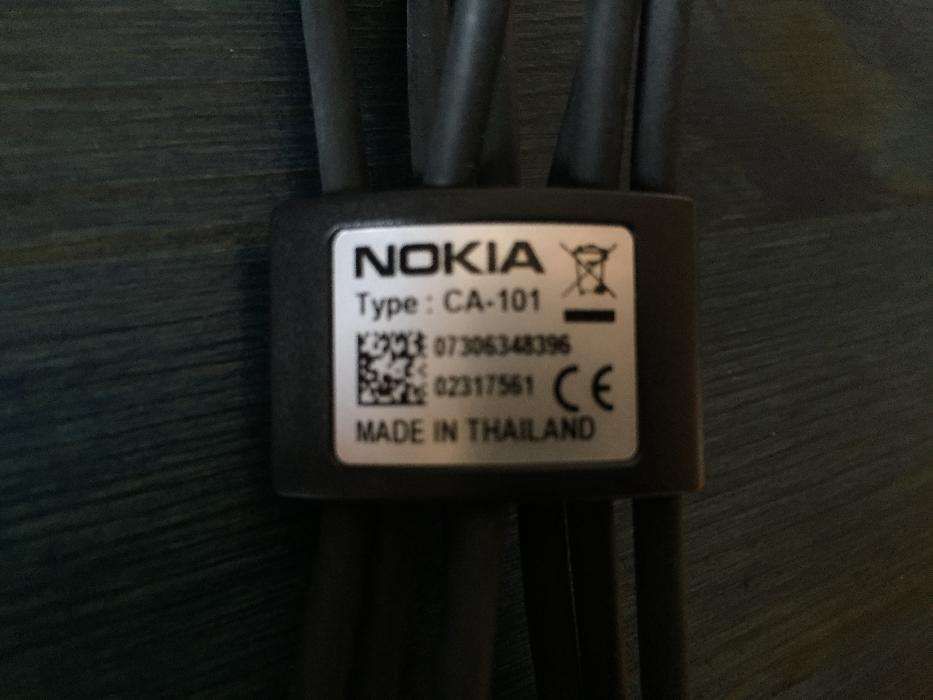 NOKIA
Type : CA-101
07306348396
02317561
CE
MADE IN THAILAND